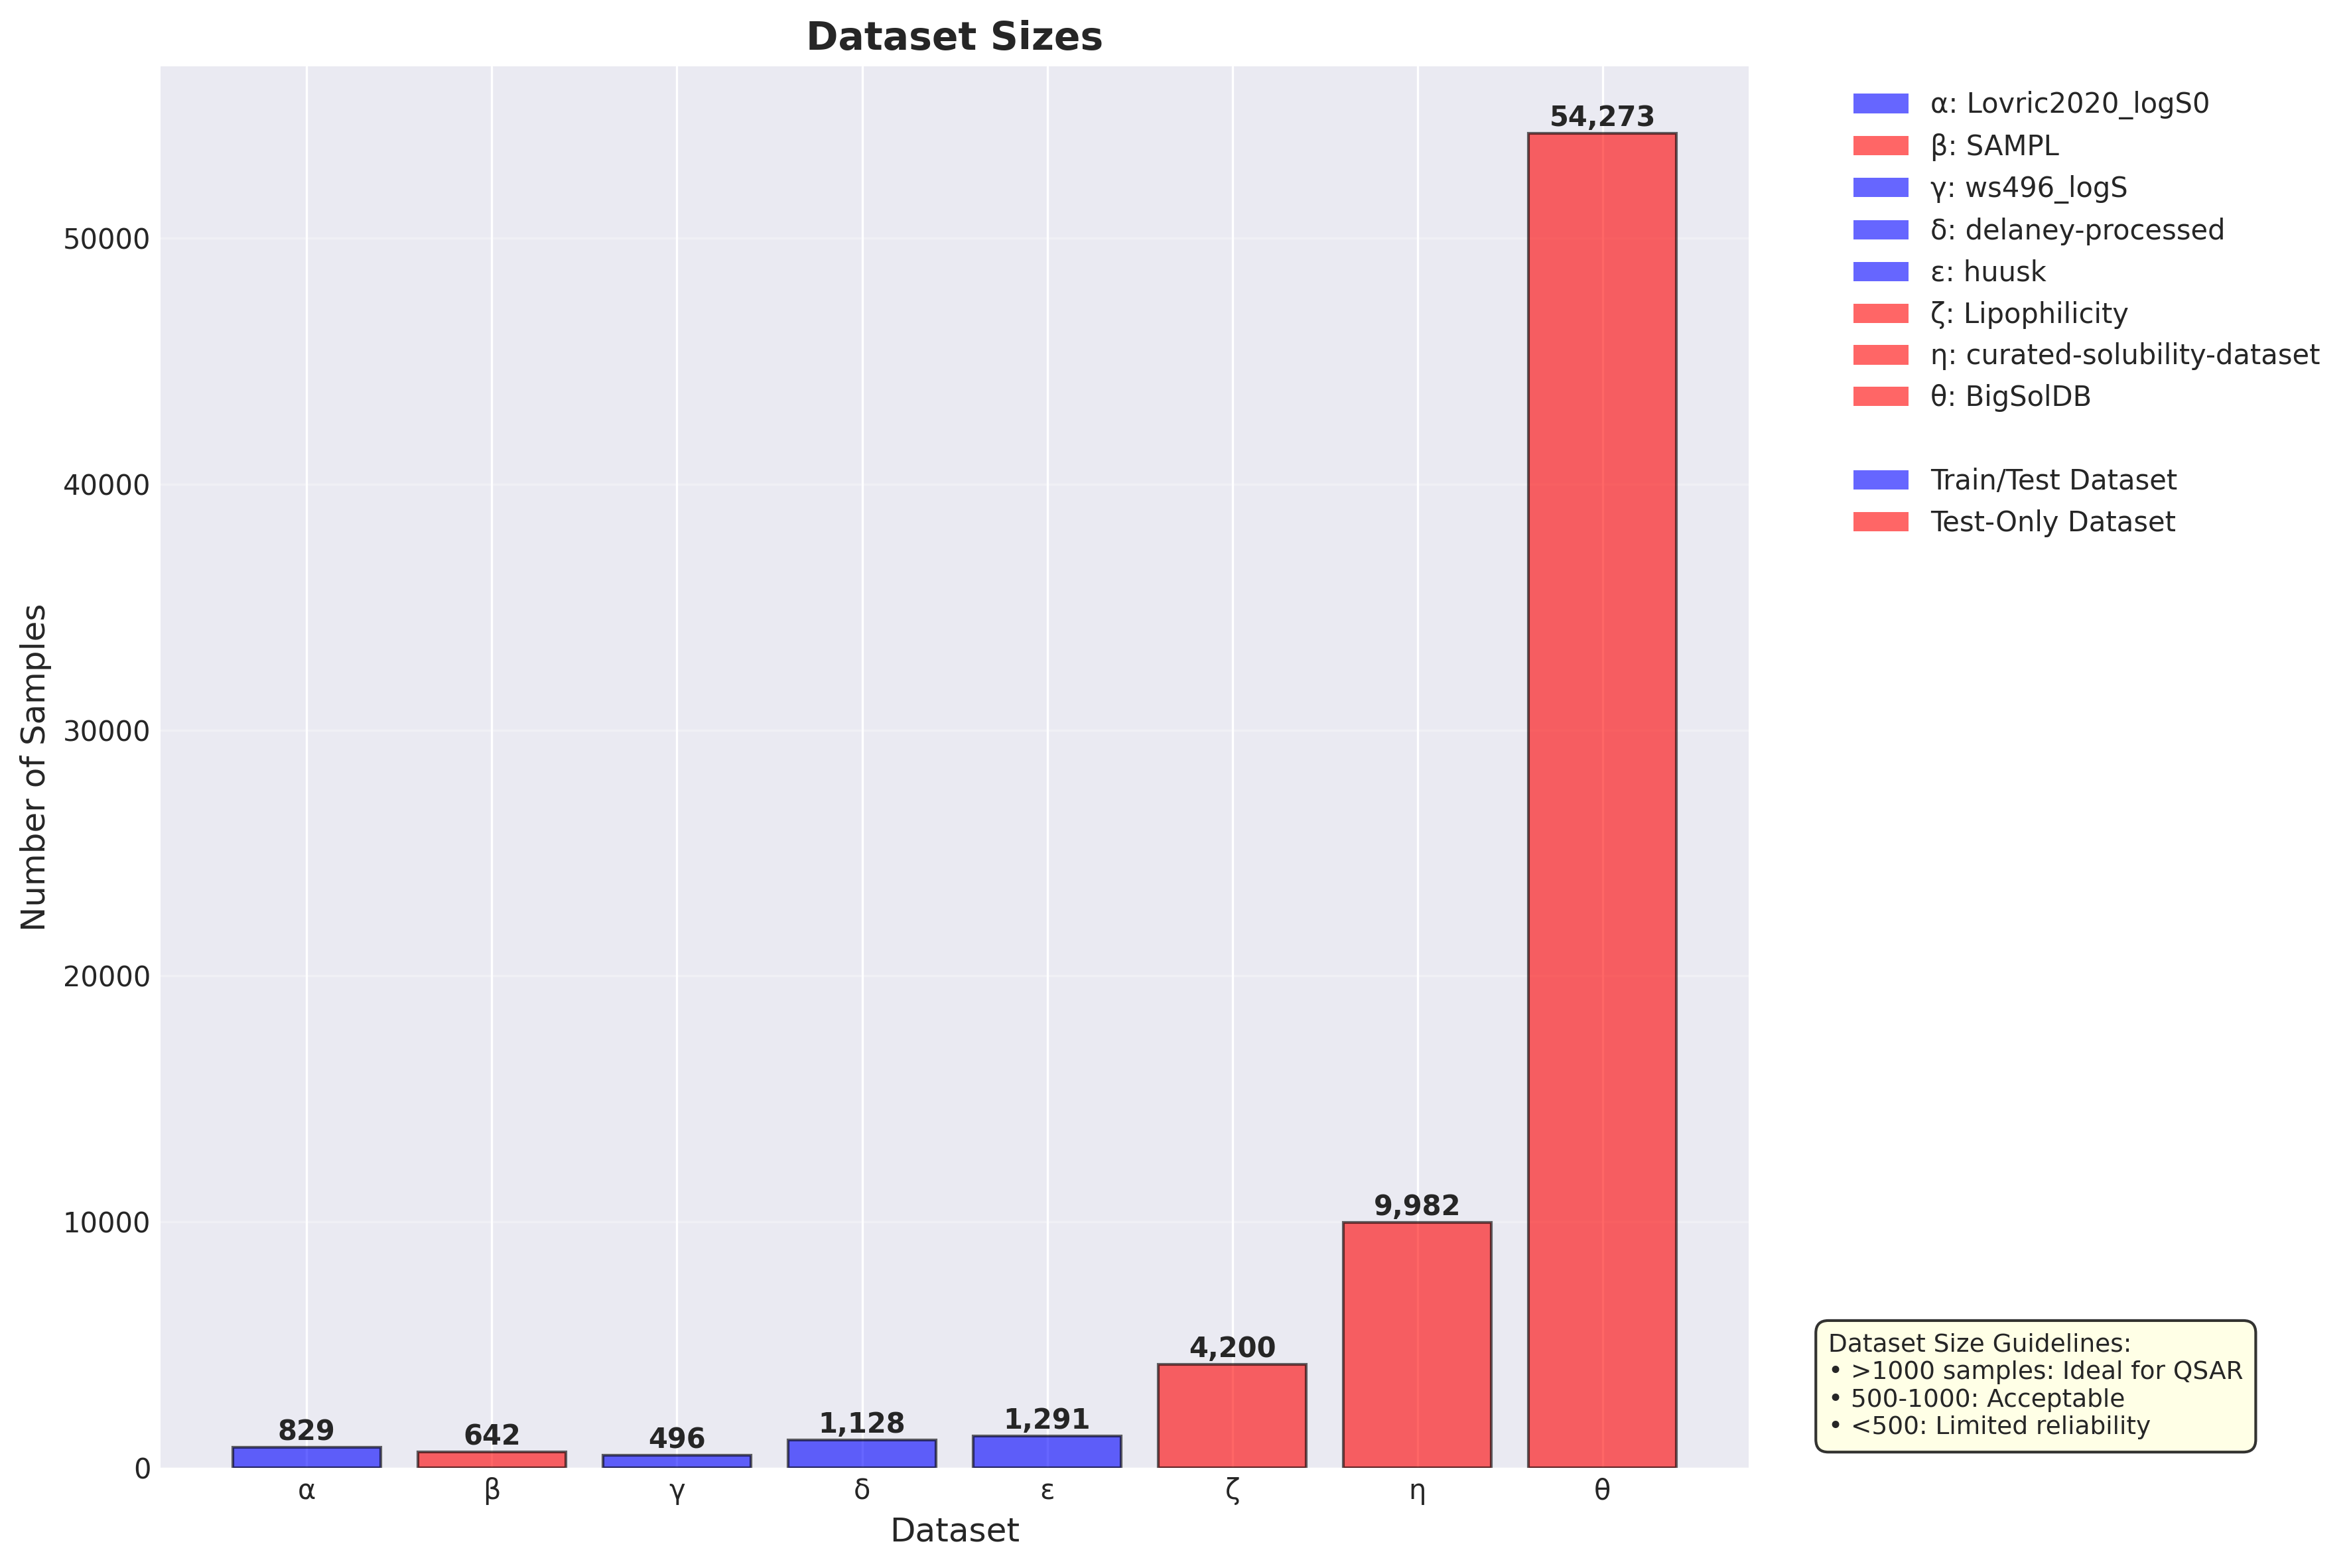 Dataset Sizes
Number of Samples
50000
40000
30000
20000
10000
0
829
642
496
1,128
1,291
4,200
9,982
54,273
α
β
γ
δ
ε
ζ
η
θ
Dataset
α: Lovric2020_logS0
β: SAMPL
γ: ws496_logS
δ: delaney-processed
ε: huusk
ζ: Lipophilicity
η: curated-solubility-dataset
θ: BigSolDB
Train/Test Dataset
Test-Only Dataset
Dataset Size Guidelines:
• >1000 samples: Ideal for QSAR
• 500-1000: Acceptable
• <500: Limited reliability